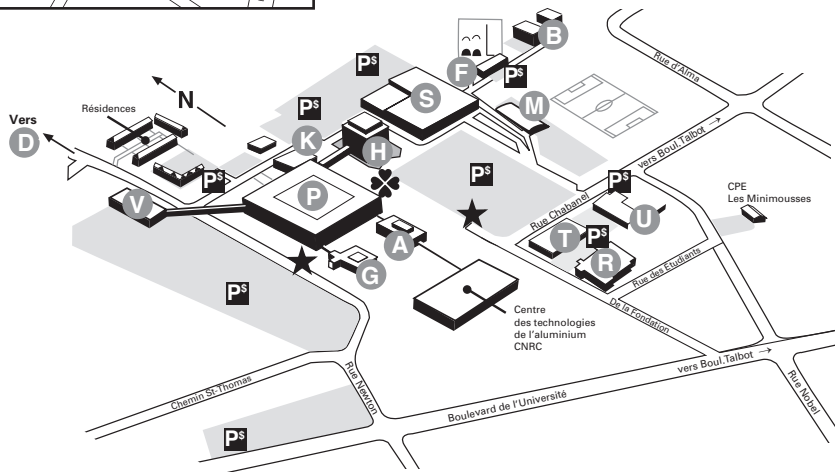 B
P$
F
P$
S
Rue d'Alma
N
P$
M
Vers
D
Résidences
K
H
vers Boul.Talbot →
P$
P$
P$
CPE
Les Minimousses
V
P
Rue Chabanel
U
A
T
P$
R
G
Rue des Étudiants
P$
Centre
des technologies
de l'aluminium
CNRC
De la Fondation
vers Boul.Talbot →
Chemin St-Thomas
Rue Newton
Boulevard de l'Université
Rue Nobel
P$